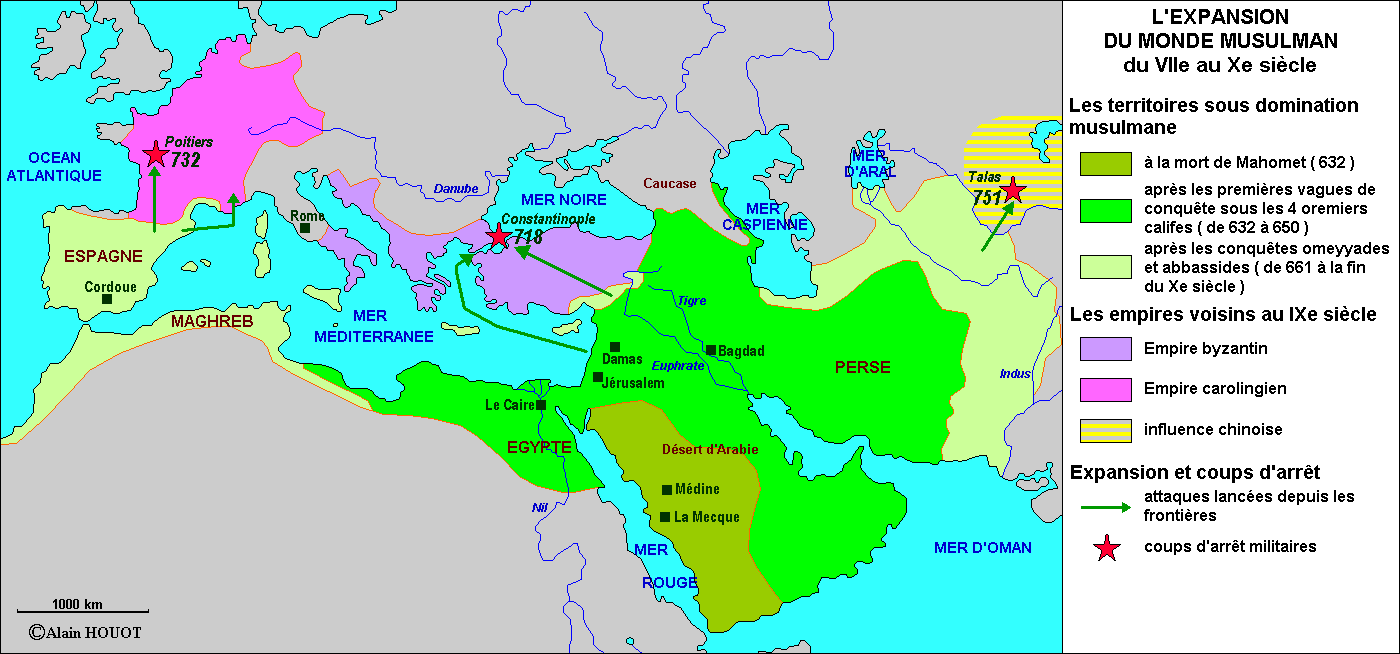 L'EXPANSION
DU MONDE MUSULMAN
du VIIe au Xe siècle
Les territoires sous domination
musulmane
à la mort de Mahomet ( 632 )
après les premières vagues de
conquête sous les 4 oremiers
califes ( de 632 à 650 )
après les conquêtes omeyyades
et abbassides ( de 661 à la fin
du Xe siècle )
Les empires voisins au IXe siècle
Empire byzantin
Empire carolingien
influence chinoise
Expansion et coups d'arrêt
attaques lancées depuis les
frontières
coups d'arrêt militaires
OCEAN
ATLANTIQUE
Poitiers
732
Danube
MER NOIRE
Constantinople
718
Caucase
MER
CASPIENNE
MER
D'ARAL
Talas
751
Rome
ESPAGNE
Cordoue
MAGHREB
MER
MEDITERRANEE
Tigre
Damas
Euphrate
Bagdad
Jérusalem
PERSE
Indus
Le Caire
EGYPTE
Désert d'Arabie
Médine
La Mecque
Nil
MER
ROUGE
MER D'OMAN
1000 km
©Alain HOUOT